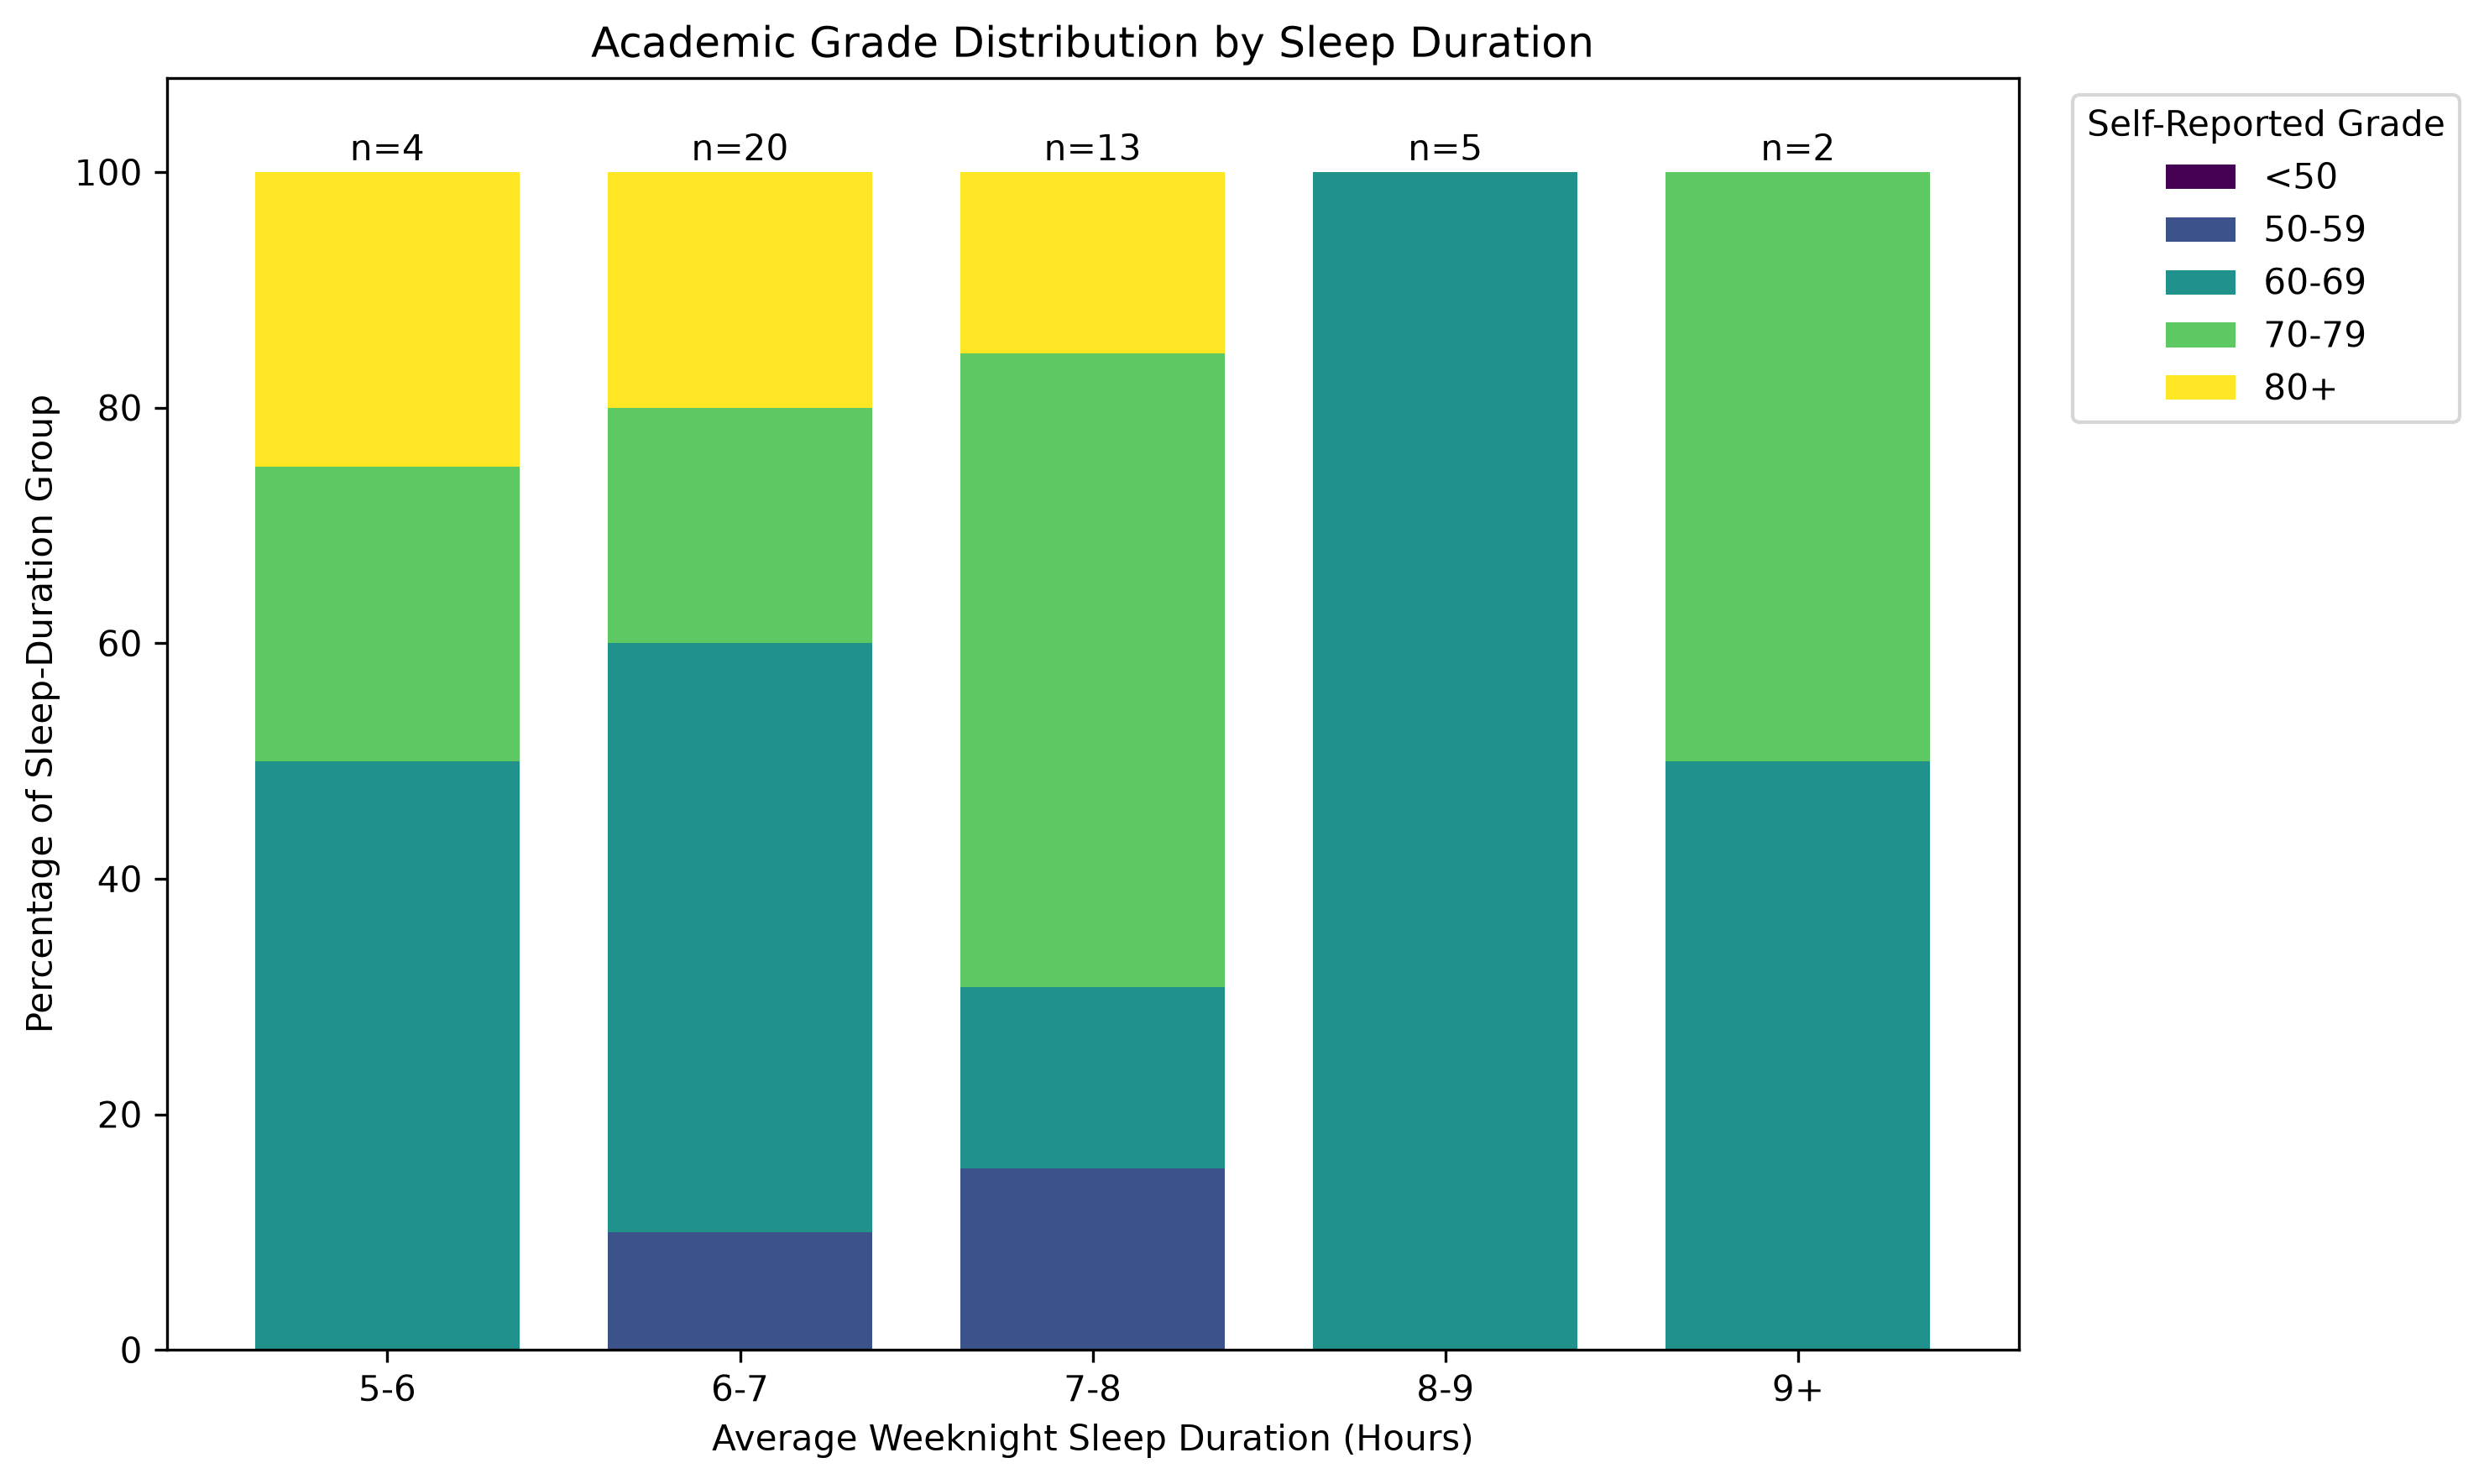 Academic Grade Distribution by Sleep Duration
n=4
n=20
n=13
n=5
n=2
Self-Reported Grade
<50
50-59
60-69
70-79
80+
Percentage of Sleep-Duration Group
100
80
60
40
20
0
5-6
6-7
7-8
8-9
9+
Average Weeknight Sleep Duration (Hours)